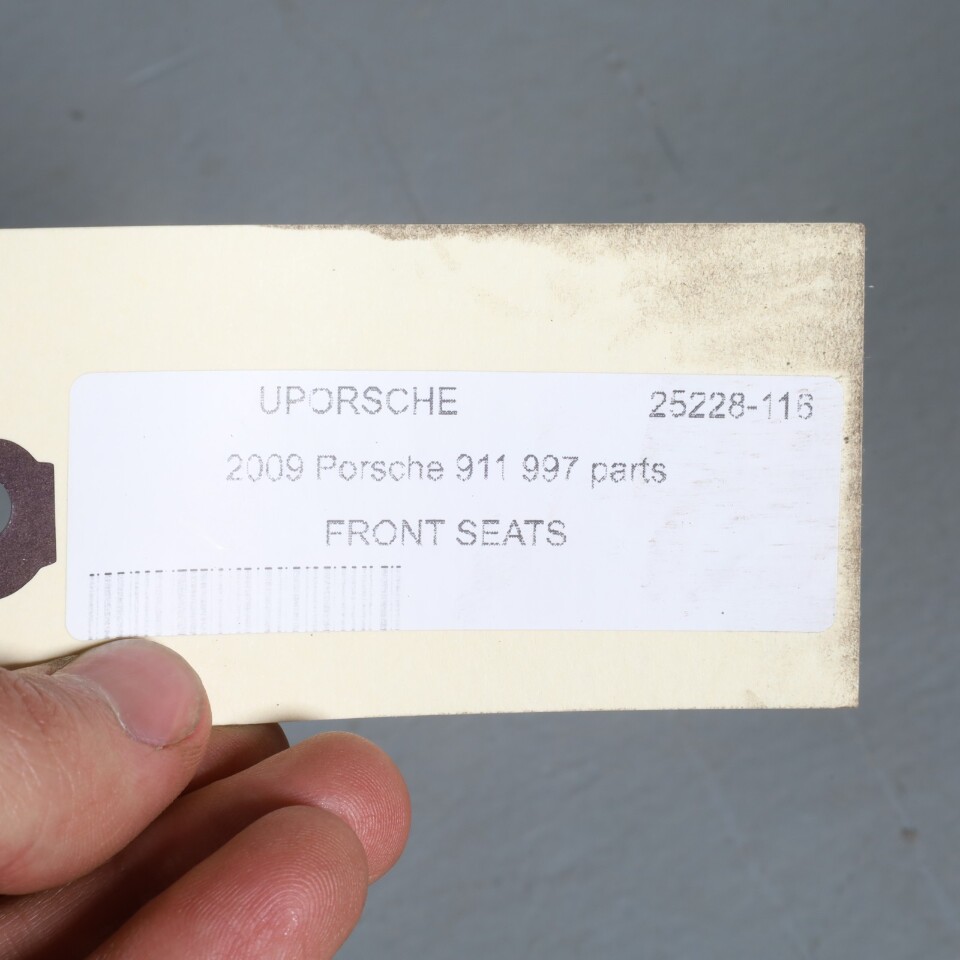 UPORSCHE 25228-116
2009 Porsche 911 997 parts
FRONT SEATS